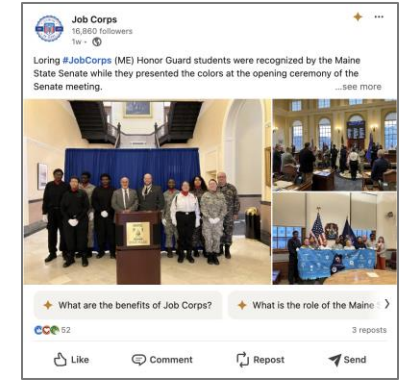 Job Corps
16,860 followers
1w •
Loring #JobCorps (ME) Honor Guard students were recognized by the Maine
State Senate while they presented the colors at the opening ceremony of the
Senate meeting.
...see more
What are the benefits of Job Corps?
What is the role of the Maine
52
3 reposts
Like
Comment
Repost
Send